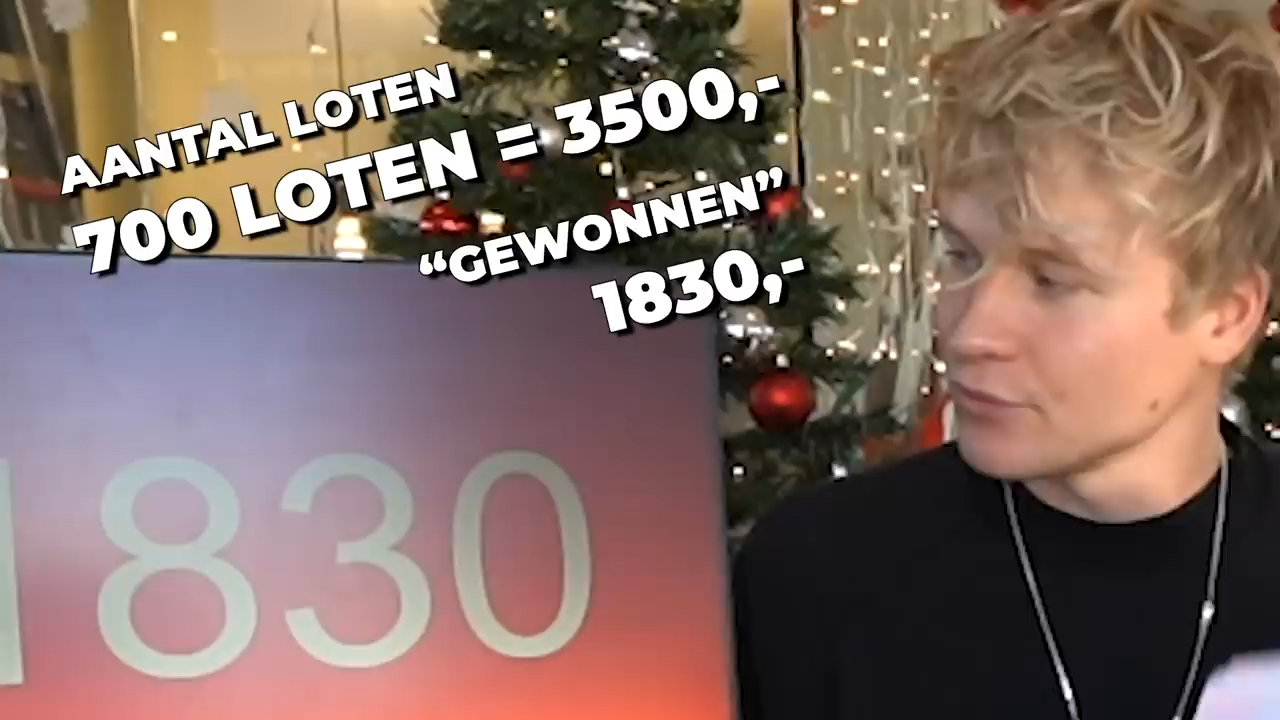 AANTAL LOTEN
700 LOTEN = 3500,-
“GEWONNEN”
1830,-
1830